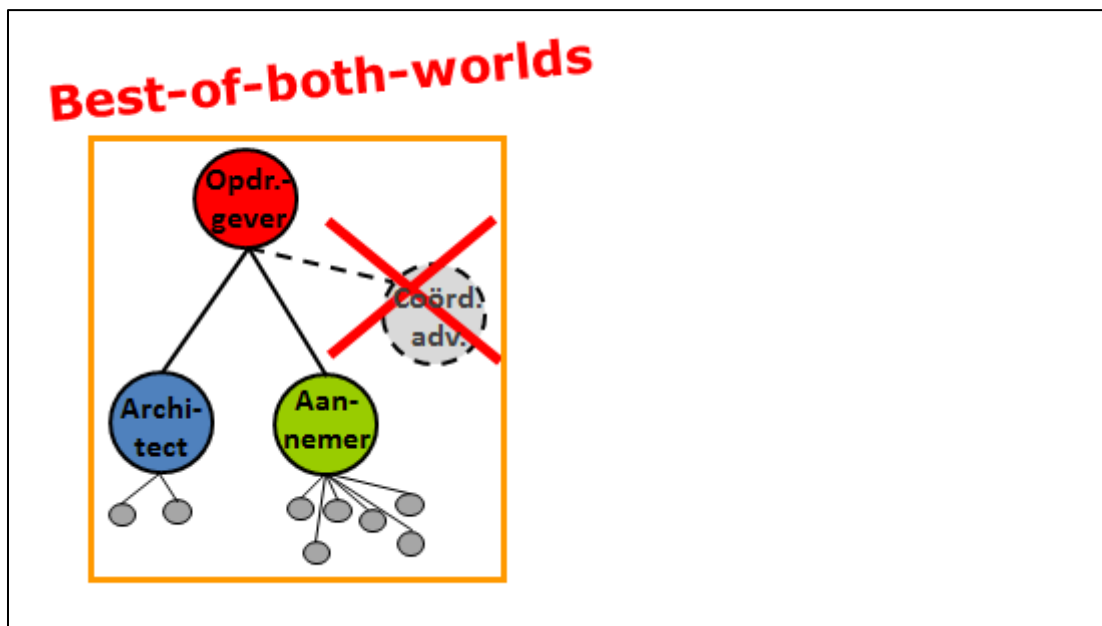 Best-of-both-worlds
Opdr.-
gever
Coörd.
adv.
Archi-
tect
Aan-
nemer